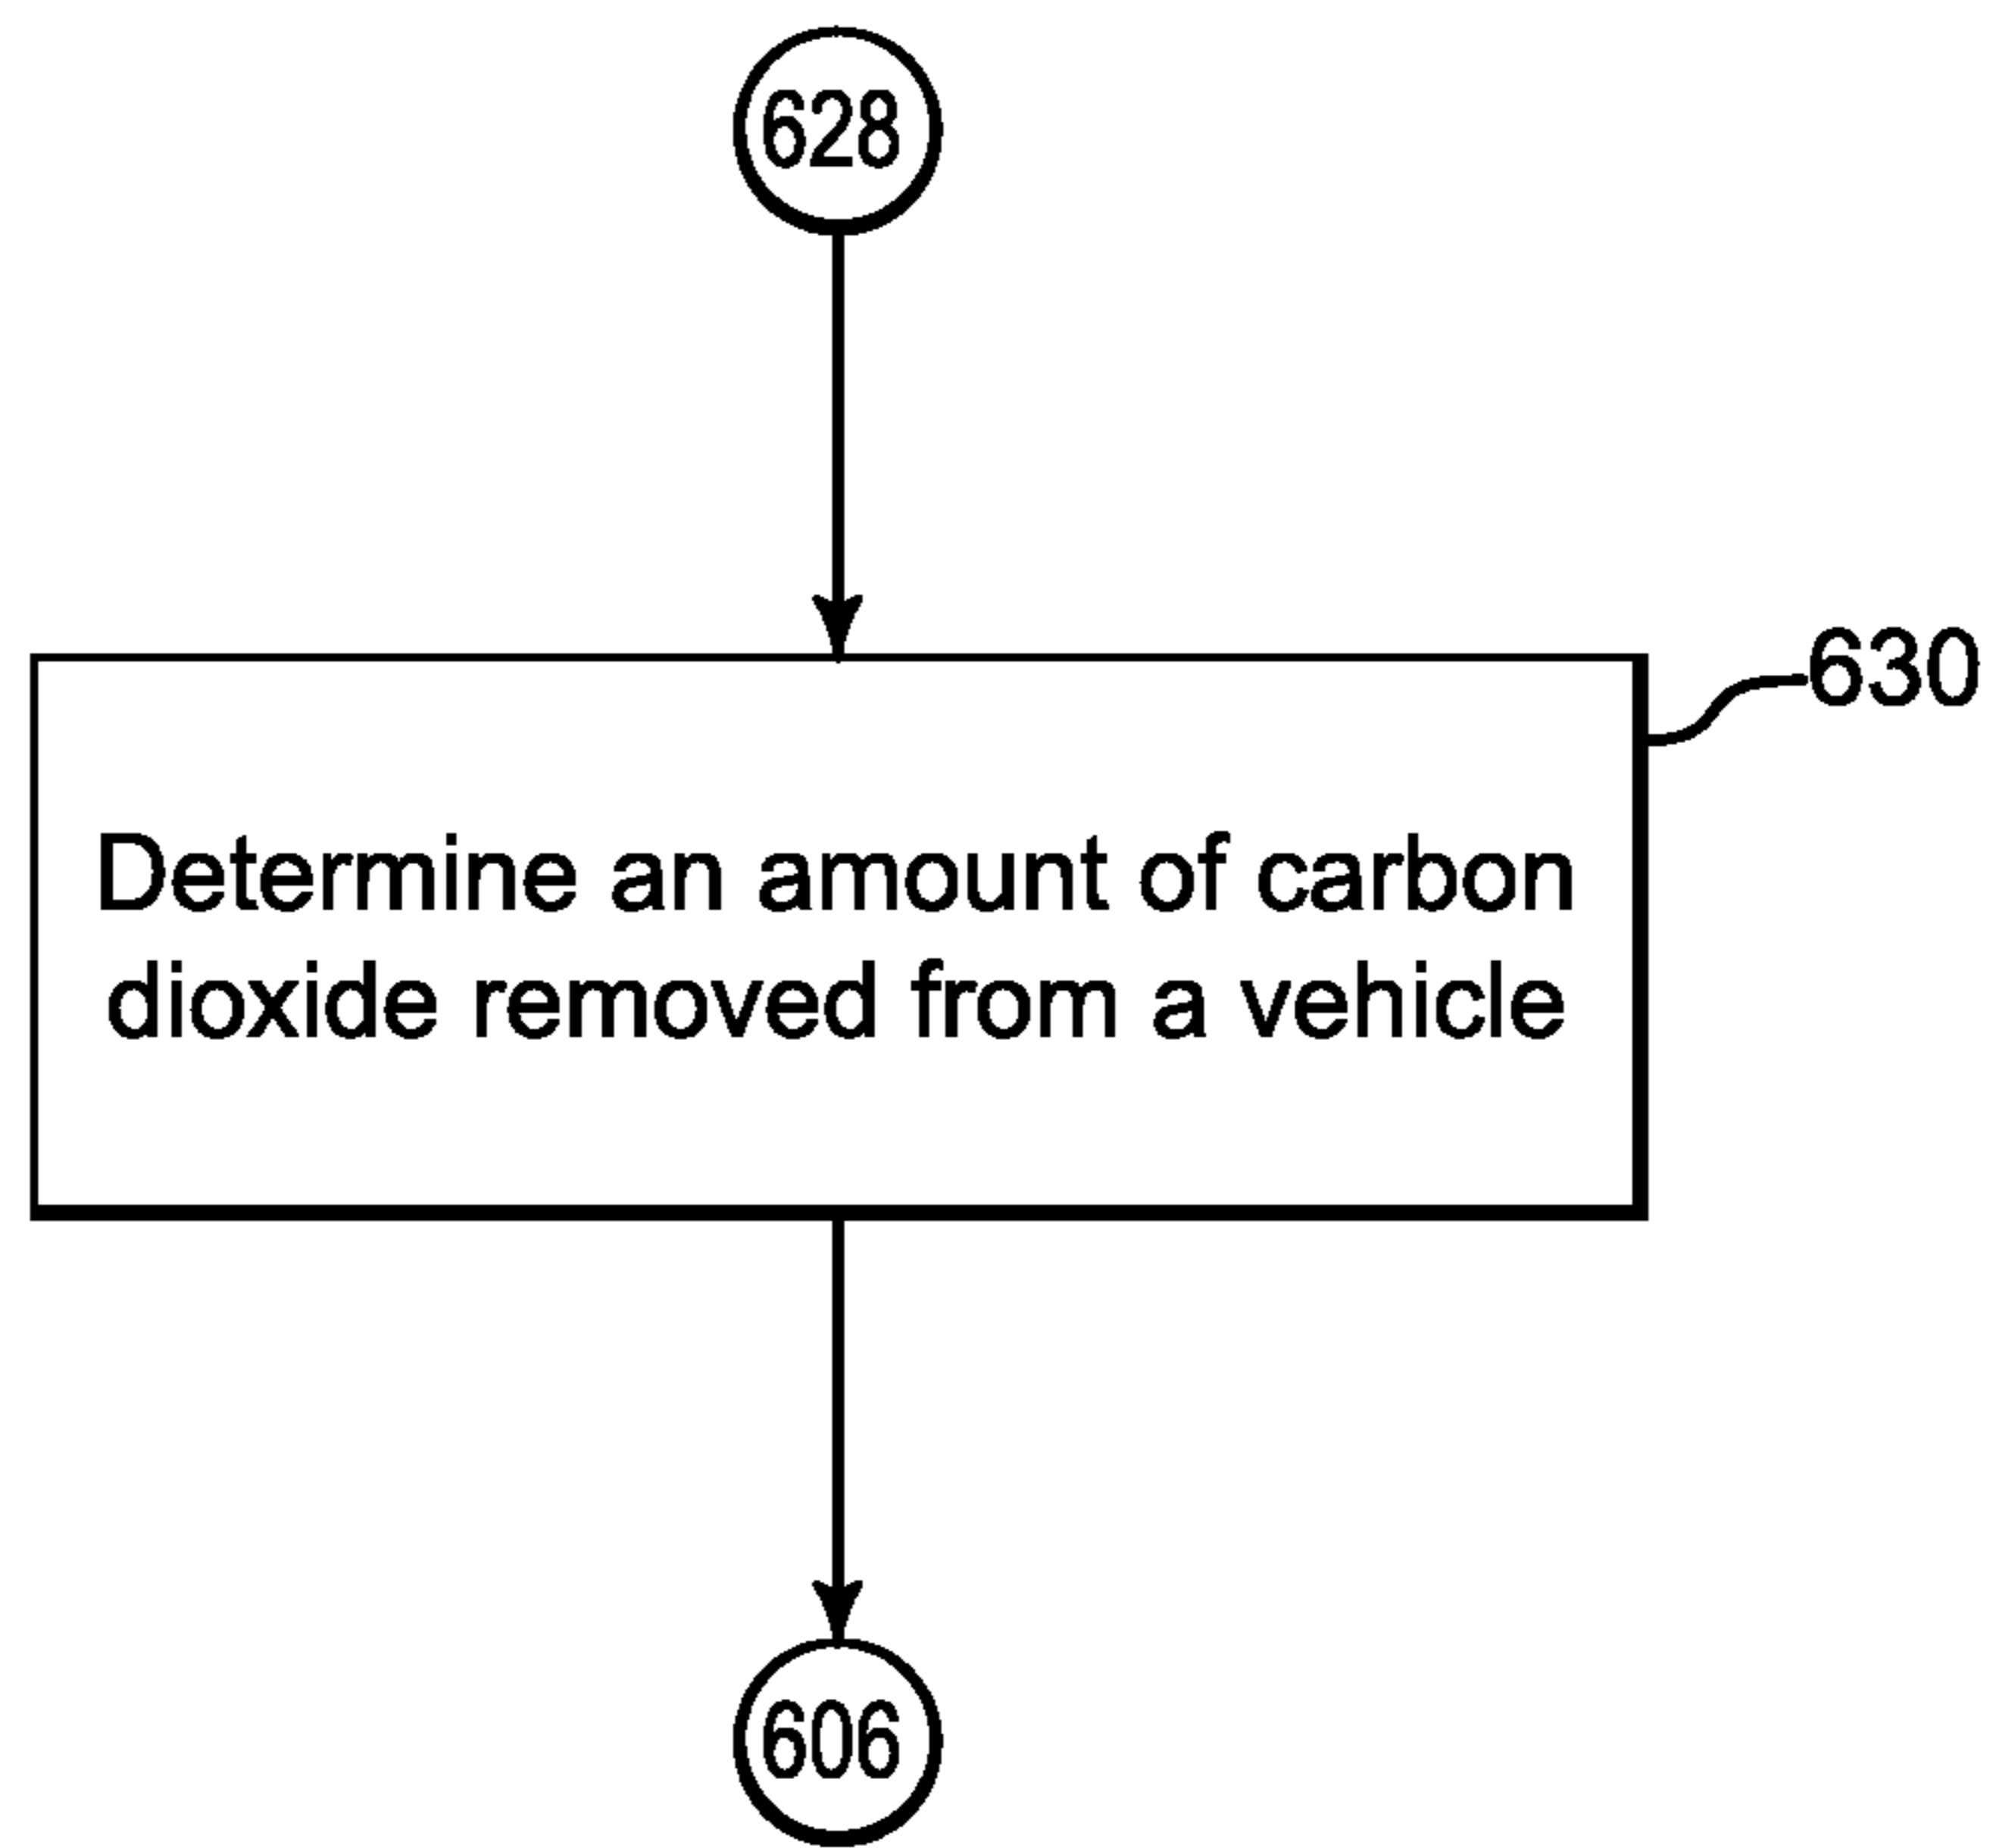 628
630
Determine an amount of carbon
dioxide removed from a vehicle
606